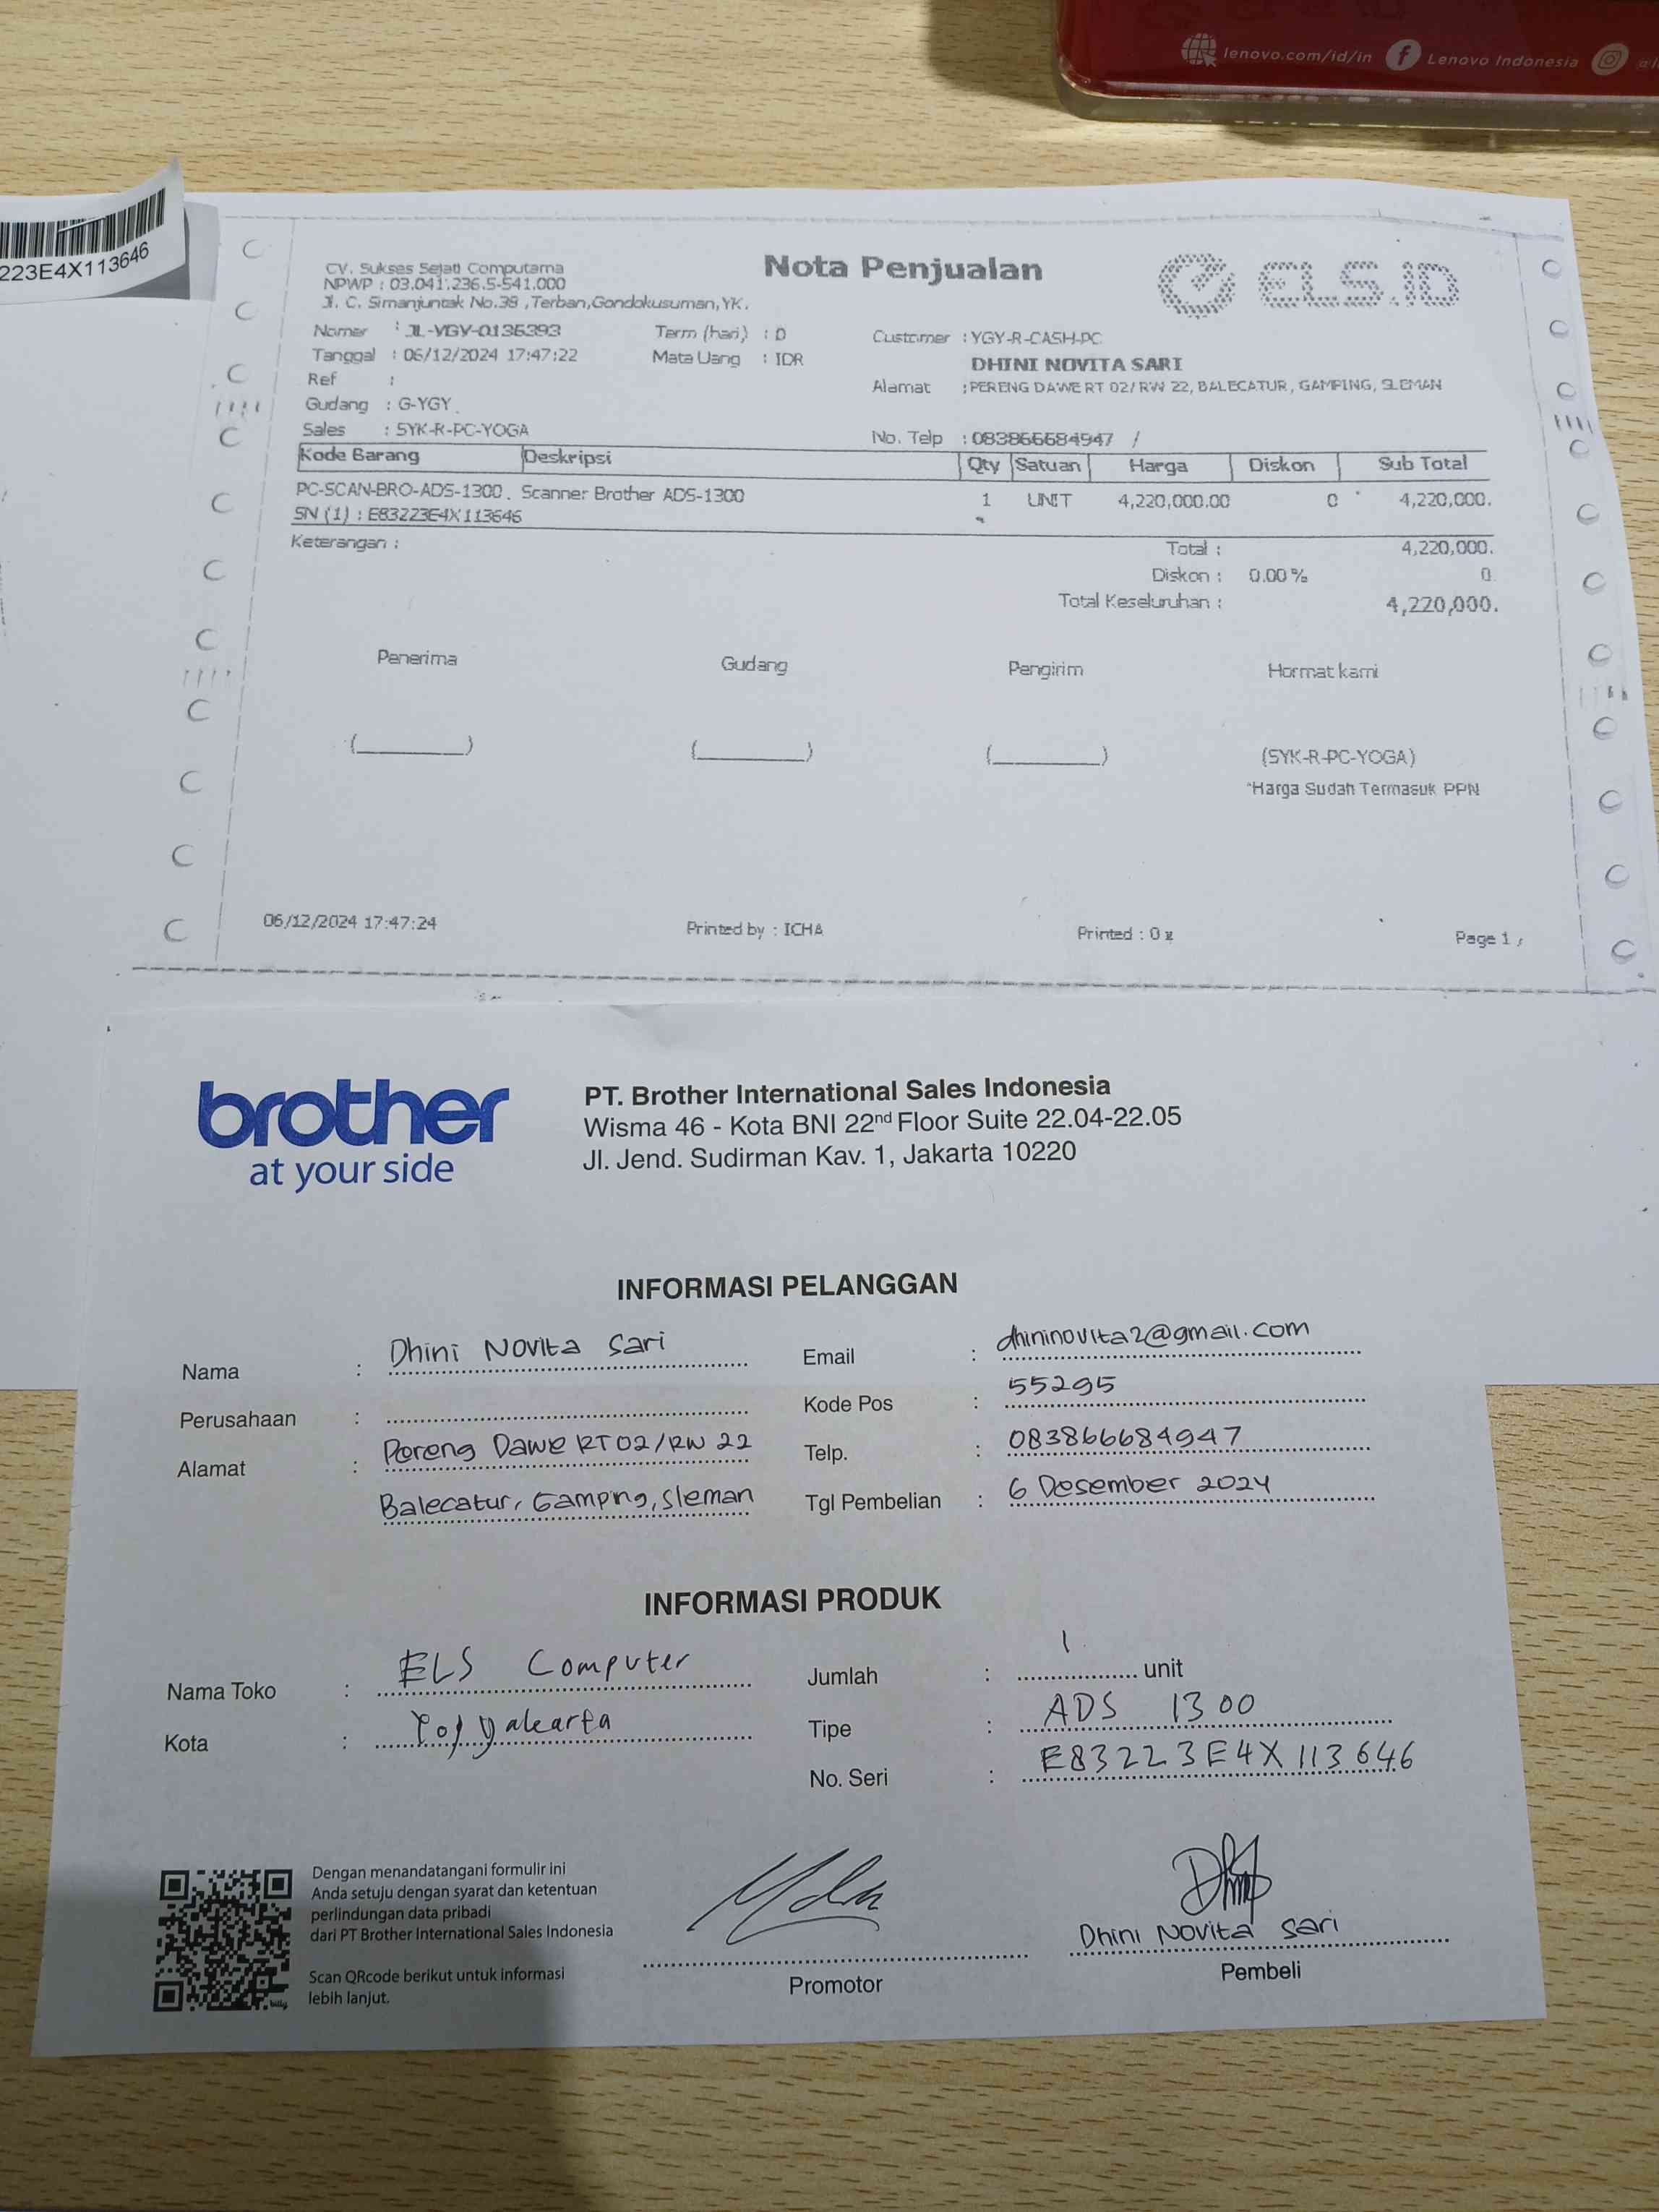 lenovo.com/id/in Lenovo Indonesia
223E4X113646
Nota Penjualan
ELS.ID
CV. Sukses Sejati Computama
NPWP : 03.041.236.5-541.000
Jl. C. Simanjuntak No.38 ,Terban,Gondokusuman,YK.
Nomer : JL-YGY-0136393
Term (hari) : 0
Customer : YGY-R-CASH-PC
Tanggal : 06/12/2024 17:47:22
Mata Uang : IDR
DHINI NOVITA SARI
Ref :
Alamat : PERENG DAWE RT 02/ RW 22, BALECATUR, GAMPING, SLEMAN
Gudang : G-YGY
Sales : SYK-R-PC-YOGA
No. Telp : 083866684947 /
Kode Barang Deskripsi Qty Satuan Harga Diskon Sub Total
PC-SCAN-BRO-ADS-1300 . Scanner Brother ADS-1300 1 UNIT 4,220,000.00 0 4,220,000.
SN (1) : E83223E4X113646
Keterangan :
Total : 4,220,000.
Diskon : 0.00 % 0
Total Keseluruhan : 4,220,000.
Penerima Gudang Pengirim Hormat kami
(SYK-R-PC-YOGA)
*Harga Sudah Termasuk PPN
06/12/2024 17:47:24 Printed by : ICHA Printed : 0 x Page 1 /
brother
at your side
PT. Brother International Sales Indonesia
Wisma 46 - Kota BNI 22nd Floor Suite 22.04-22.05
Jl. Jend. Sudirman Kav. 1, Jakarta 10220
INFORMASI PELANGGAN
Nama : Dhini Novita Sari
Email : dhininovita2@gmail.com
Perusahaan :
Kode Pos : 55295
Alamat : Pereng Dawe RT 02/RW 22
Telp. : 083866684947
Balecatur, Gamping, Sleman
Tgl Pembelian : 6 Desember 2024
INFORMASI PRODUK
Nama Toko : ELS Computer
Jumlah : 1 unit
Kota : Yogyakarta
Tipe : ADS 1300
No. Seri : E83223E4X113646
Dengan menandatangani formulir ini
Anda setuju dengan syarat dan ketentuan
perlindungan data pribadi
dari PT Brother International Sales Indonesia
Scan QRcode berikut untuk informasi
lebih lanjut.
Promotor
Dhini Novita Sari
Pembeli